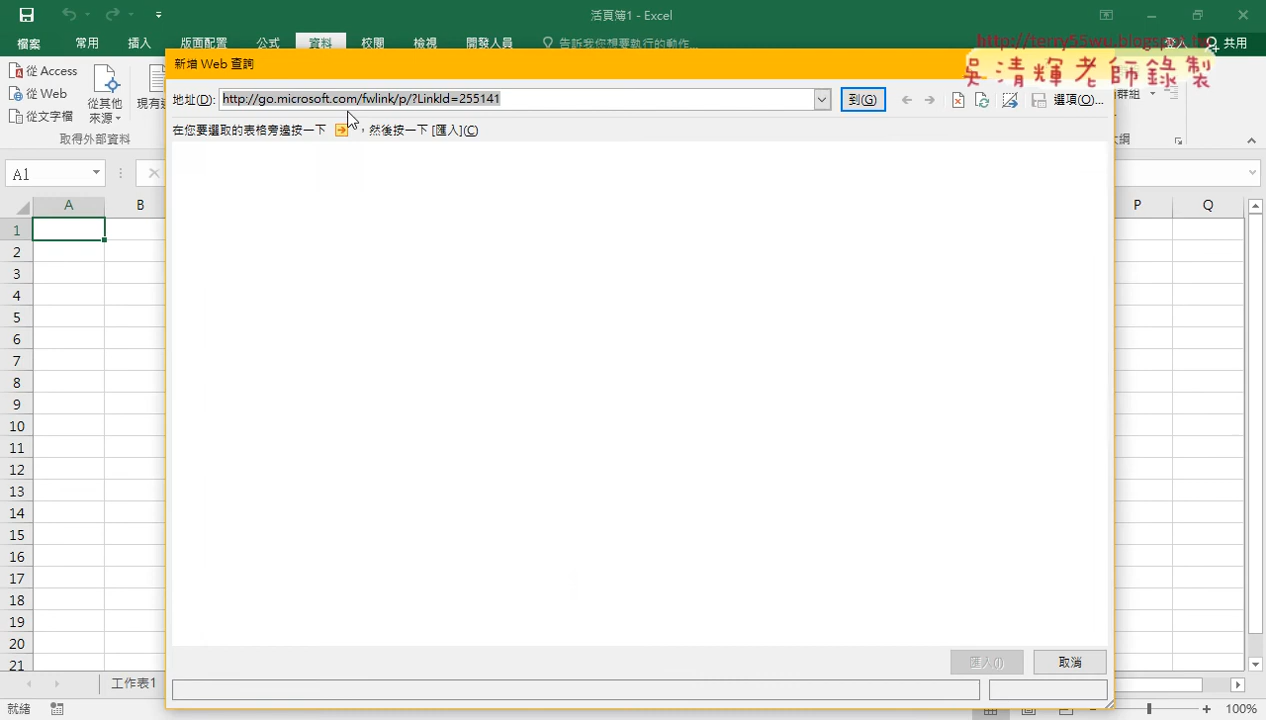 活頁簿1 - Excel
檔案 常用 插入 版面配置 公式 資料 校閱 檢視 開發人員 告訴我您想要執行的動作... 登入 共用
http://terry55wu.blogspot.tw
吳清輝老師錄製
新增 Web 查詢
從 Access
從 Web
從文字檔
從其他
來源
現有
取得外部資料
群組
地址(D): http://go.microsoft.com/fwlink/p/?LinkId=255141 到(G) 選項(O)...
在您要選取的表格旁邊按一下 ，然後按一下 [匯入](C)
A1
A B P Q
1
2
3
4
5
6
7
8
9
10
11
12
13
14
15
16
17
18
19
20
21
匯入(I) 取消
工作表1
就緒 100%